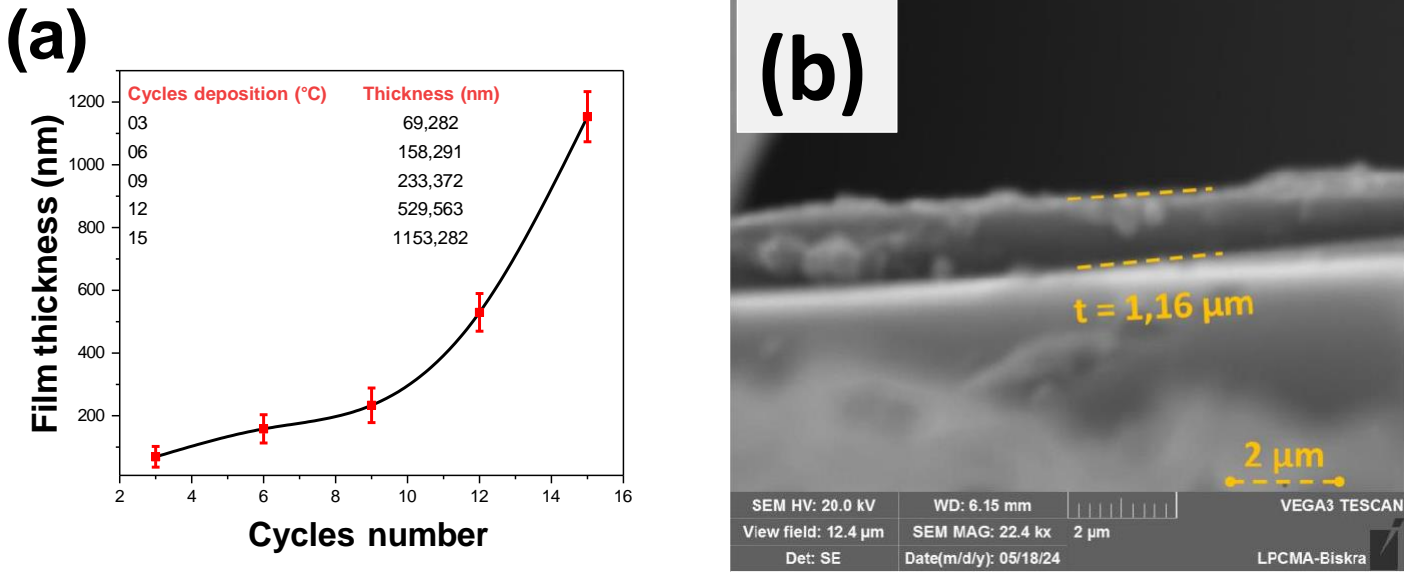 (a)
Film thickness (nm)
1200
1000
800
600
400
200
Cycles deposition (°C) Thickness (nm)
03 69,282
06 158,291
09 233,372
12 529,563
15 1153,282
2 4 6 8 10 12 14 16
Cycles number
(b)
t = 1,16 µm
2 µm
SEM HV: 20.0 kV WD: 6.15 mm VEGA3 TESCAN
View field: 12.4 µm SEM MAG: 22.4 kx 2 µm
Det: SE Date(m/d/y): 05/18/24 LPCMA-Biskra